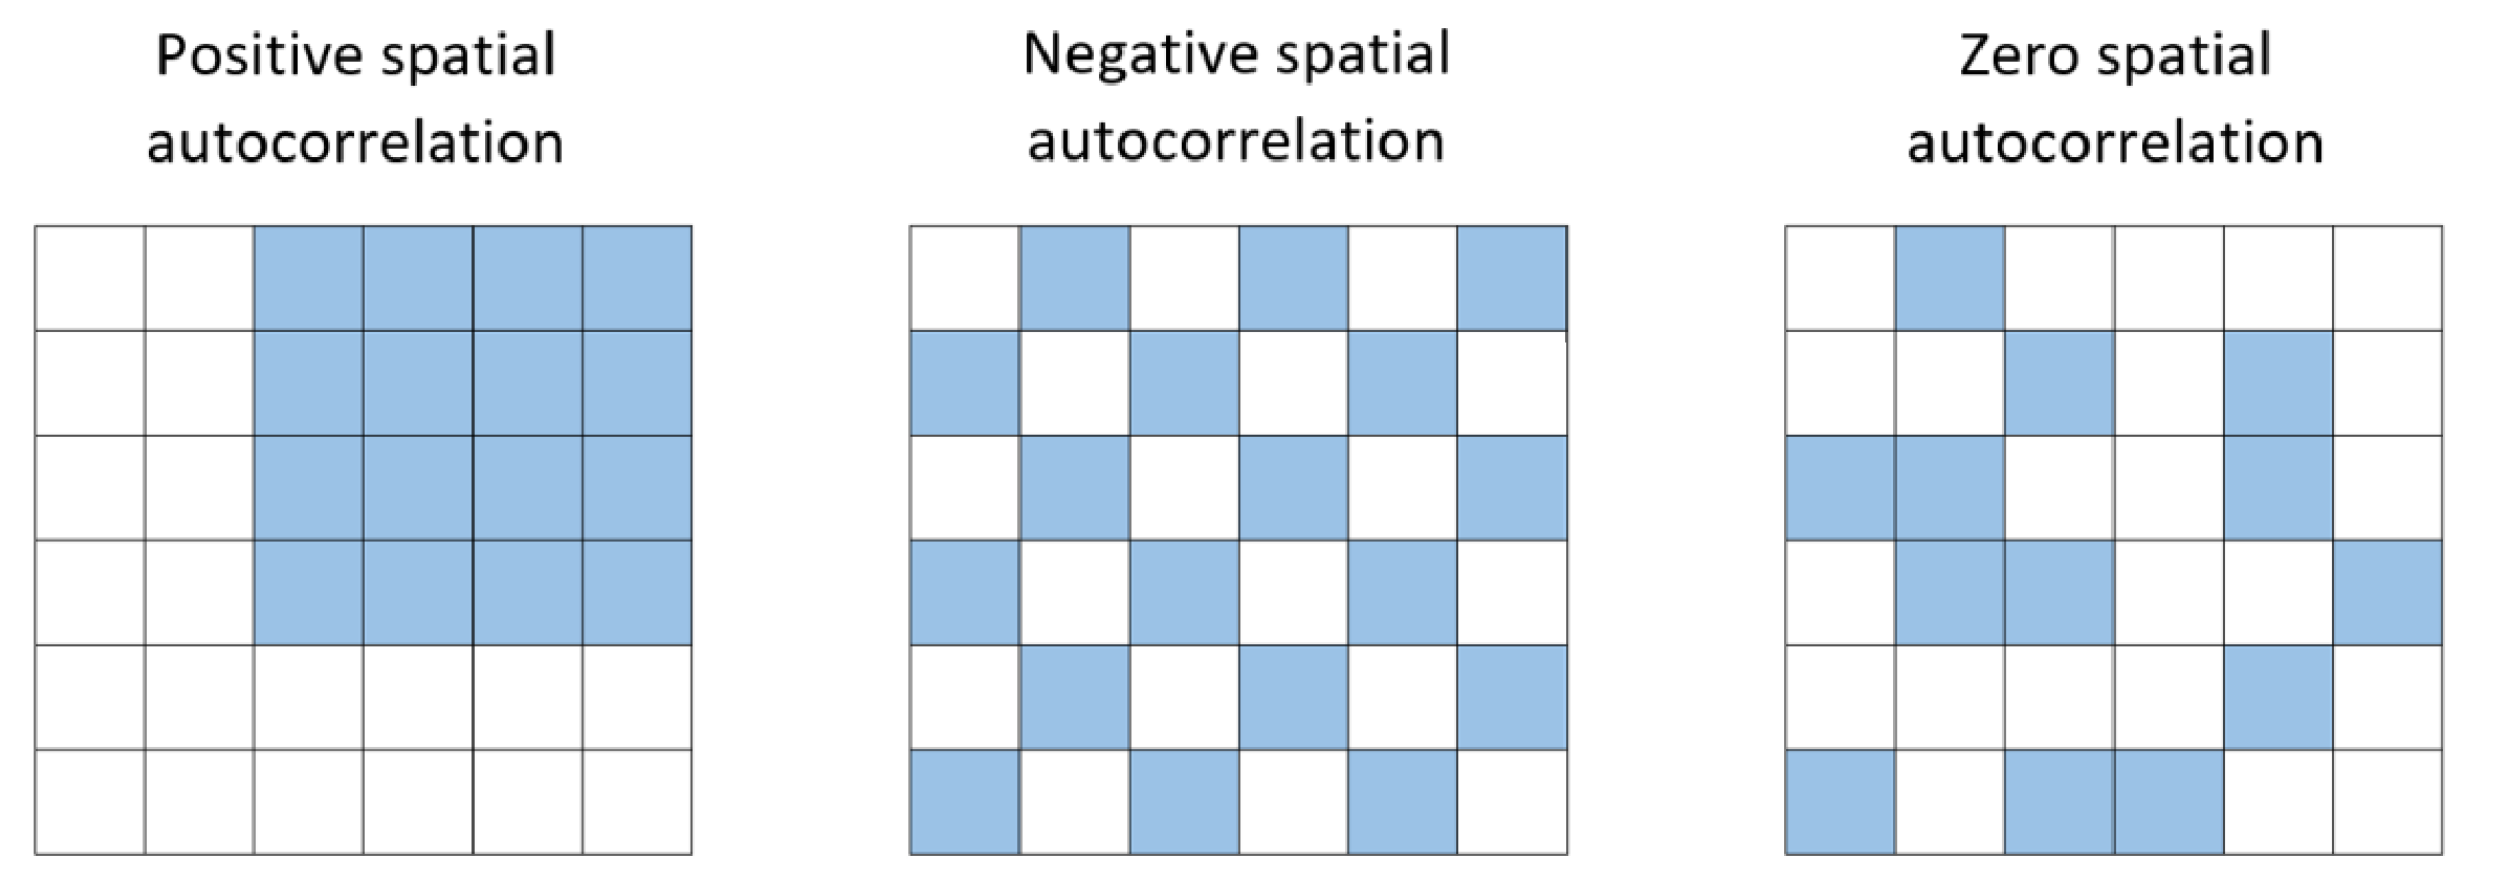 Positive spatial
autocorrelation
Negative spatial
autocorrelation
Zero spatial
autocorrelation